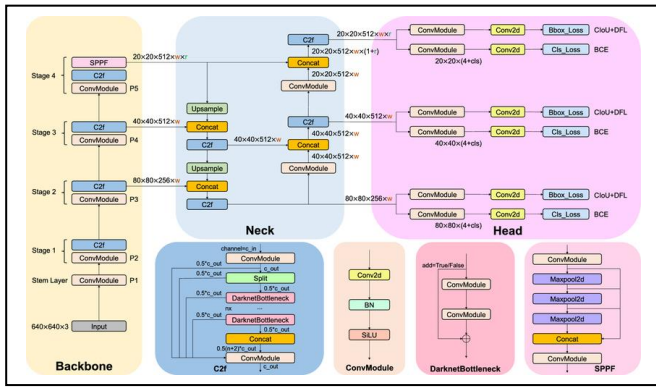 Stage 4
SPPF
C2f
ConvModule
P5
20×20×512×w×r
Stage 3
C2f
ConvModule
P4
40×40×512×w
Stage 2
C2f
ConvModule
P3
80×80×256×w
Stage 1
C2f
ConvModule
P2
Stem Layer
ConvModule
P1
640×640×3
Input
Backbone
Upsample
Concat
C2f
40×40×512×w
Upsample
Concat
C2f
20×20×512×w×r
C2f
20×20×512×w×(1+r)
Concat
20×20×512×w
ConvModule
C2f
40×40×512×w
40×40×512×w
Concat
40×40×512×w
ConvModule
80×80×256×w
Neck
ConvModule
Conv2d
Bbox_Loss
CIoU+DFL
ConvModule
Conv2d
Cls_Loss
BCE
20×20×(4+cls)
ConvModule
Conv2d
Bbox_Loss
CIoU+DFL
ConvModule
Conv2d
Cls_Loss
BCE
40×40×(4+cls)
ConvModule
Conv2d
Bbox_Loss
CIoU+DFL
ConvModule
Conv2d
Cls_Loss
BCE
80×80×(4+cls)
Head
channel=c_in
ConvModule
0.5*c_out
c_out
Split
0.5*c_out
0.5*c_out
DarknetBottleneck
0.5*c_out
nx
...
DarknetBottleneck
0.5*c_out
Concat
0.5(n+2)*c_out
ConvModule
C2f
c_out
Conv2d
BN
SiLU
ConvModule
add=True/False
ConvModule
ConvModule
DarknetBottleneck
ConvModule
Maxpool2d
Maxpool2d
Maxpool2d
Concat
ConvModule
SPPF